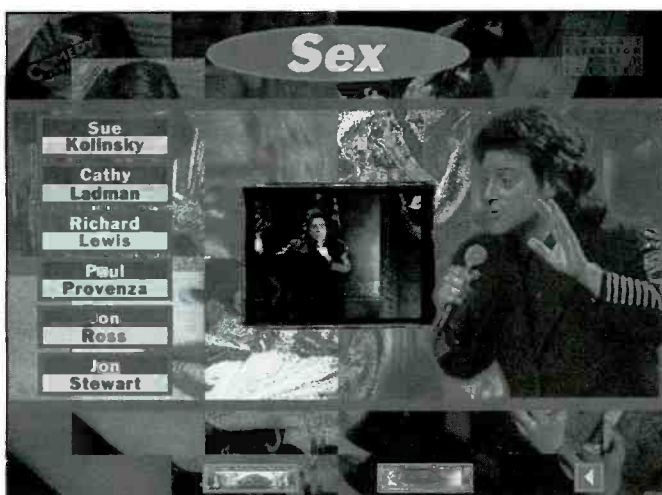 Sex
Sue
Kolinsky
Cathy
Ladman
Richard
Lewis
Paul
Provenza
Jon
Ross
Jon
Stewart